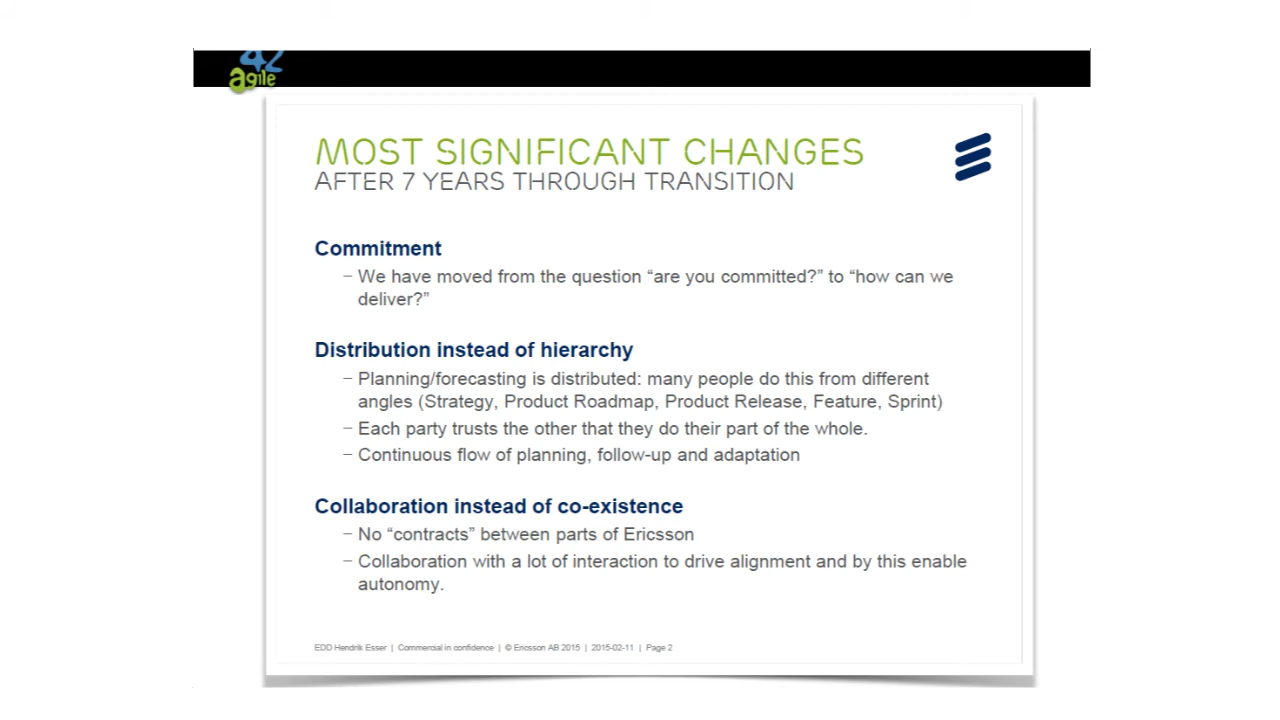 42
agile
MOST SIGNIFICANT CHANGES
AFTER 7 YEARS THROUGH TRANSITION
Commitment
– We have moved from the question “are you committed?” to “how can we
deliver?”
Distribution instead of hierarchy
– Planning/forecasting is distributed: many people do this from different
angles (Strategy, Product Roadmap, Product Release, Feature, Sprint)
– Each party trusts the other that they do their part of the whole.
– Continuous flow of planning, follow-up and adaptation
Collaboration instead of co-existence
– No “contracts” between parts of Ericsson
– Collaboration with a lot of interaction to drive alignment and by this enable
autonomy.
EDD Hendrik Esser | Commercial in confidence | © Ericsson AB 2015 | 2015-02-11 | Page 2